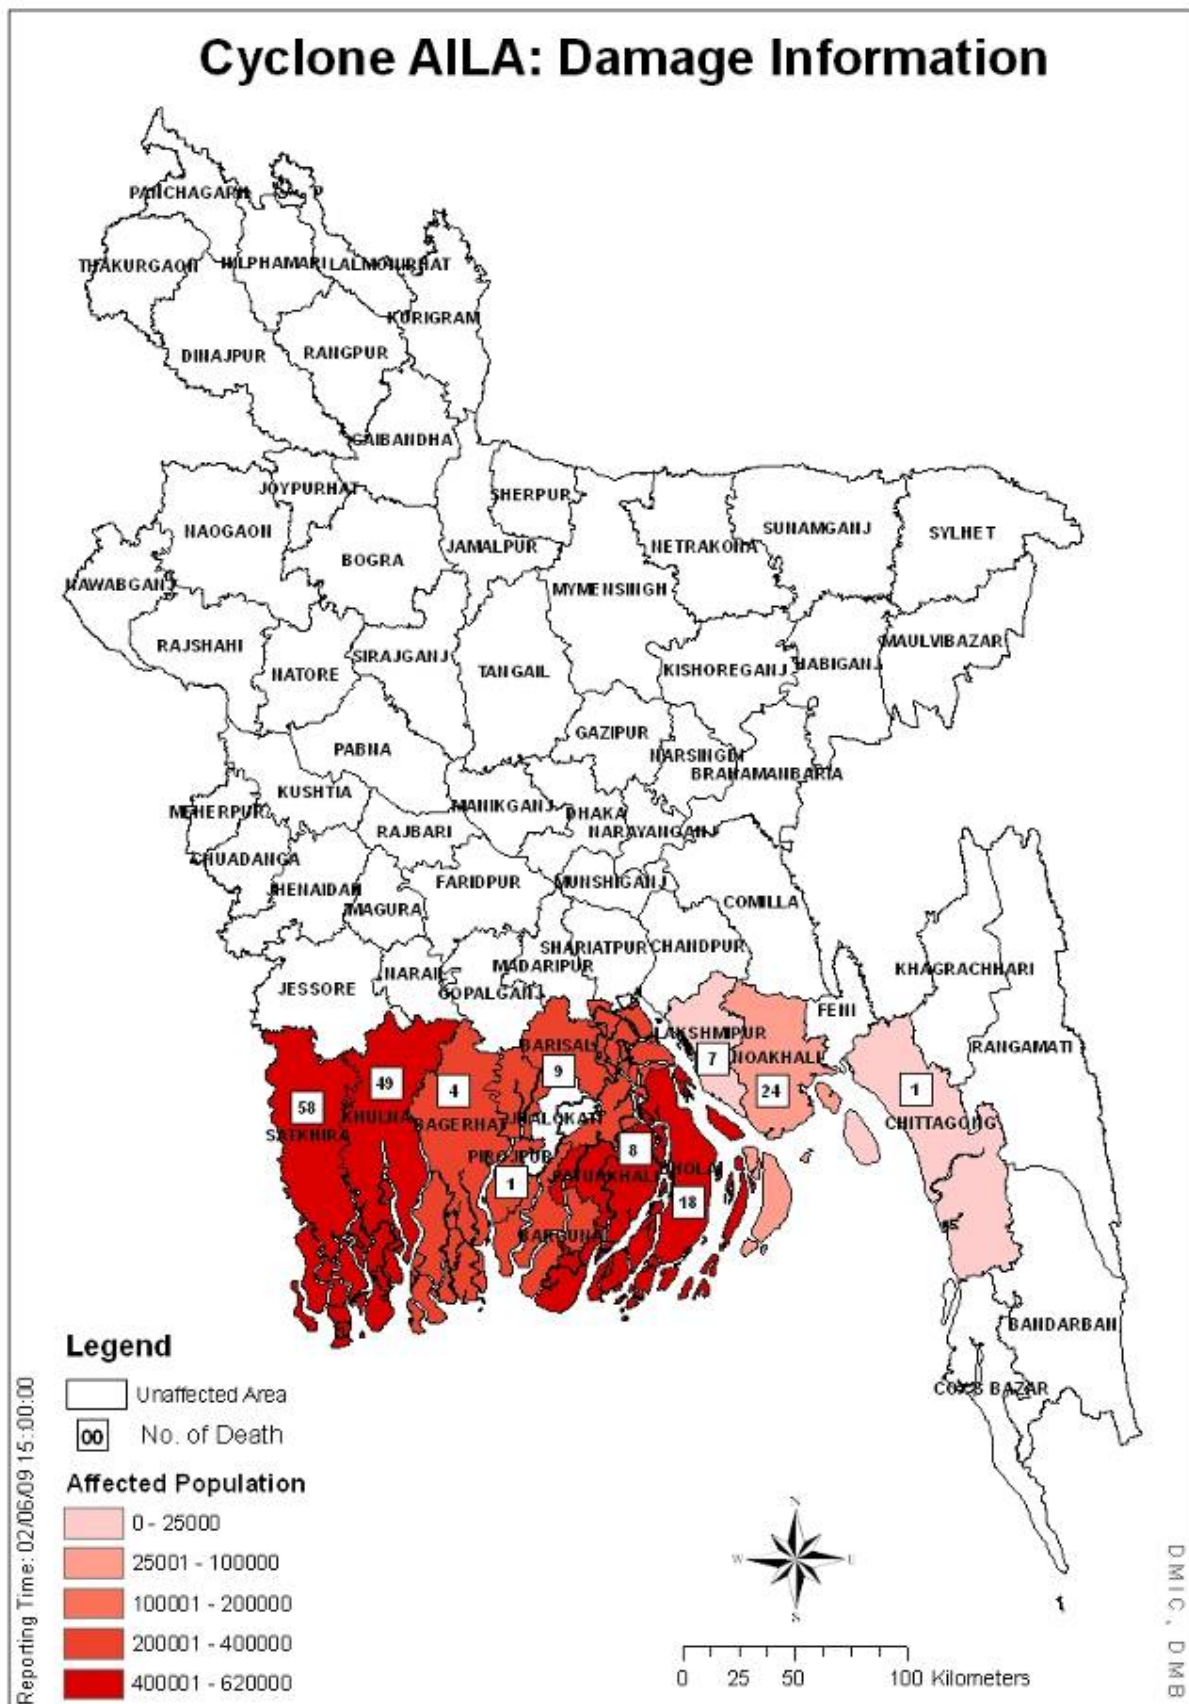 Cyclone AILA: Damage Information
PANCHAGARH
THAKURGAON
NILPHAMARI
LALMONIRHAT
KURIGRAM
DINAJPUR
RANGPUR
GAIBANDHA
JOYPURHAT
SHERPUR
NAOGAON
BOGRA
JAMALPUR
NETRAKONA
SUNAMGANJ
SYLHET
NAWABGANJ
MYMENSINGH
RAJSHAHI
NATORE
SIRAJGANJ
TANGAIL
KISHOREGANJ
HABIGANJ
MAULVIBAZAR
GAZIPUR
PABNA
NARSINGDI
BRAHAMANBARIA
KUSHTIA
MEHERPUR
MANIKGANJ
DHAKA
NARAYANGANJ
RAJBARI
CHUADANGA
JHENAIDAH
MAGURA
FARIDPUR
MUNSHIGANJ
COMILLA
SHARIATPUR
CHANDPUR
MADARIPUR
NARAIL
GOPALGANJ
JESSORE
KHAGRACHHARI
FENI
RANGAMATI
LAKSHMIPUR
7
NOAKHALI
24
BARISAL
9
1
CHITTAGONG
58
SATKHIRA
49
KHULNA
4
BAGERHAT
JHALOKATI
PIROJPUR
1
8
PATUAKHALI
BHOLA
18
BARGUNA
BANDARBAN
COX'S BAZAR
Legend
Unaffected Area
00 No. of Death
Affected Population
0 - 25000
25001 - 100000
100001 - 200000
200001 - 400000
400001 - 620000
Reporting Time: 02/06/09 15:00:00
N
W E
S
0 25 50 100 Kilometers
DMIC, DMB